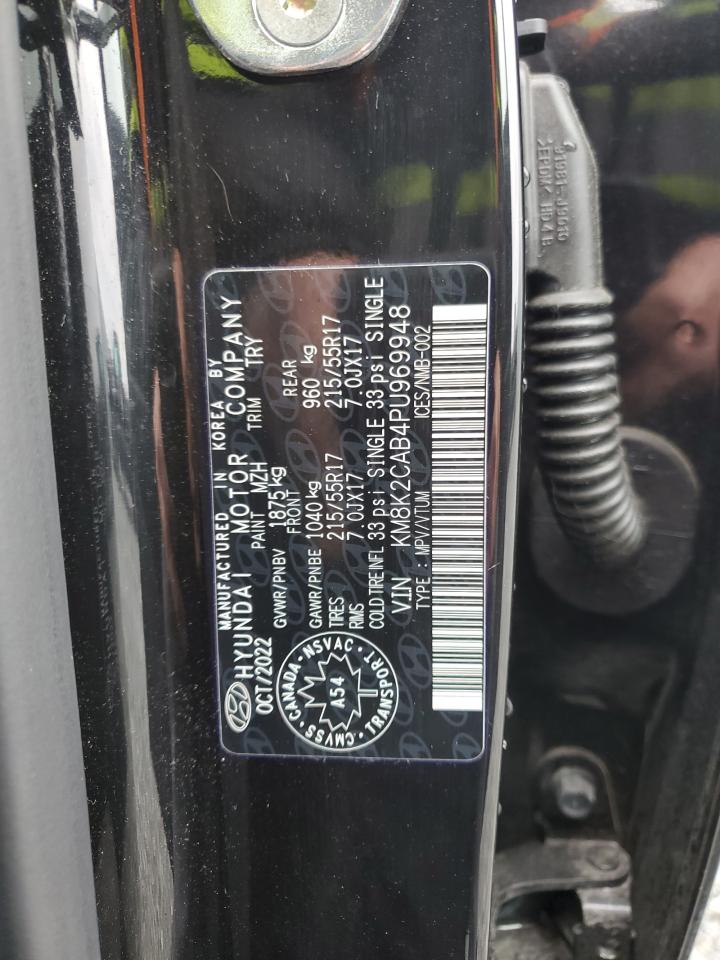 MANUFACTURED IN KOREA BY
HYUNDAI MOTOR COMPANY
OCT/2022 PAINT MZH TRIM TRY
GVWR/PNBV 1875kg
FRONT REAR
GAWR/PNBE 1040kg 960 kg
TIRES 215/55R17 215/55R17
RIMS 7.0JX17 7.0JX17
COLD TIRE INFL 33 psi SINGLE 33 psi SINGLE
VIN KM8K2CAB4PU969948
TYPE : MPV/VTUM ICES/NMB-002
CANADA - NSVAC - TRANSPORT - CMVSS
A54
T